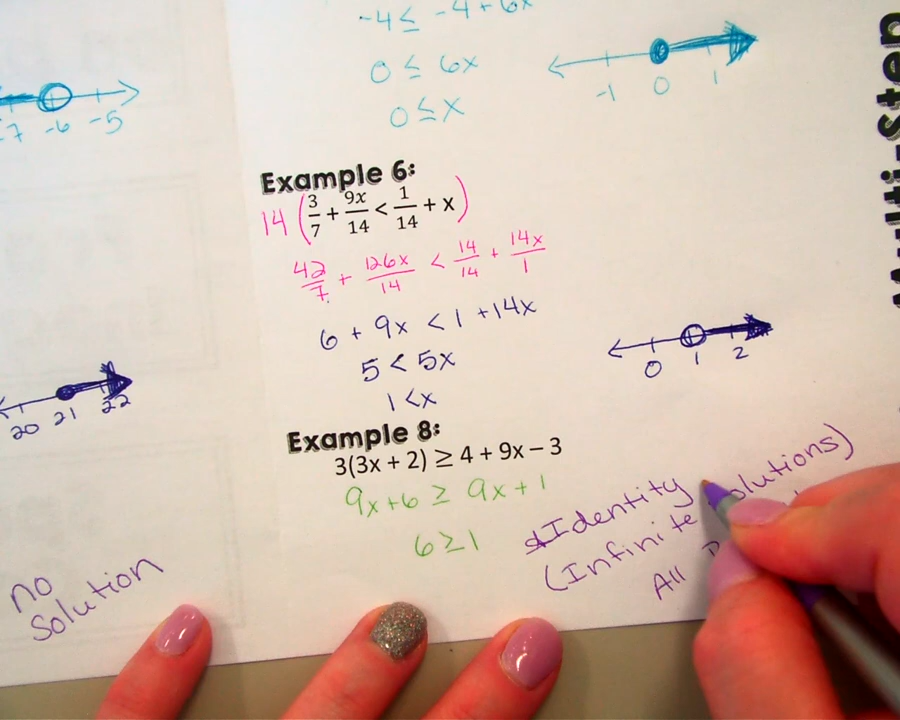 -4 ≤ -4 + 6x
0 ≤ 6x
0 ≤ x
-1 0 1
-7 -6 -5
Example 6:
14 ( 3/7 + 9x/14 < 1/14 + x )
42/7 + 126x/14 < 14/14 + 14x/1
6 + 9x < 1 + 14x
5 < 5x
1 < x
0 1 2
20 21 22
Example 8:
3(3x + 2) ≥ 4 + 9x – 3
9x + 6 ≥ 9x + 1
6 ≥ 1
Identity
(Infinite Solutions)
All
no
solution
Multi-Step